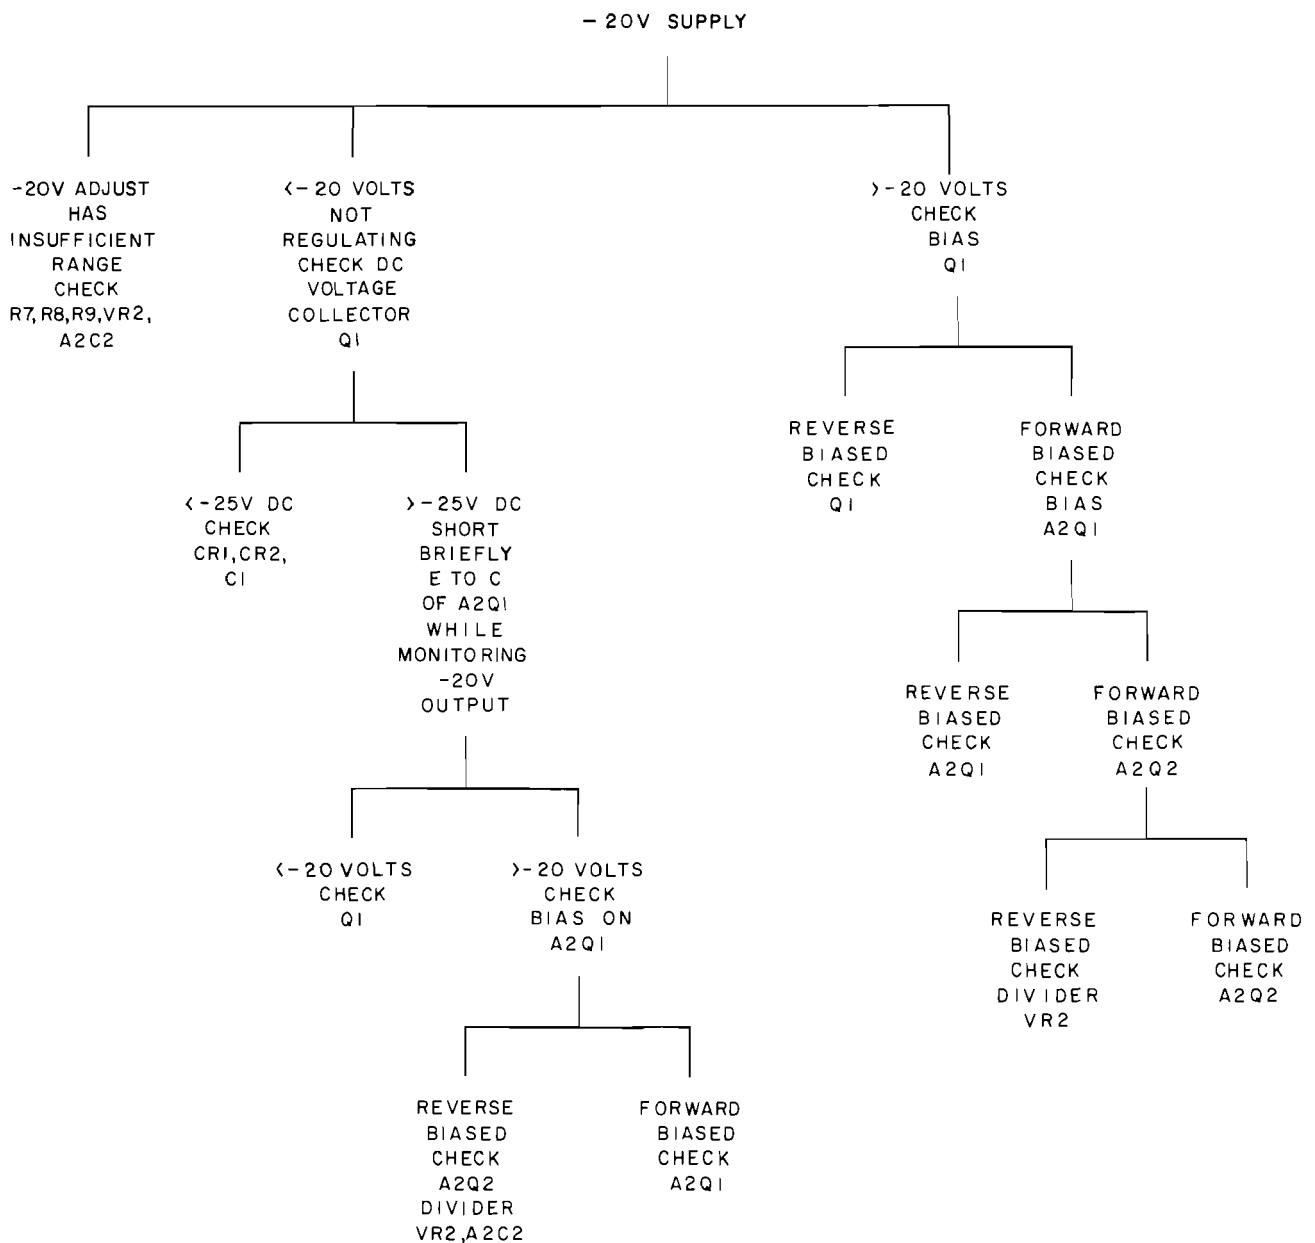 -20V SUPPLY
-20V ADJUST
HAS
INSUFFICIENT
RANGE
CHECK
R7,R8,R9,VR2,
A2C2
<-20 VOLTS
NOT
REGULATING
CHECK DC
VOLTAGE
COLLECTOR
Q1
>-20 VOLTS
CHECK
BIAS
Q1
<-25V DC
CHECK
CR1,CR2,
C1
>-25V DC
SHORT
BRIEFLY
E TO C
OF A2Q1
WHILE
MONITORING
-20V
OUTPUT
<-20 VOLTS
CHECK
Q1
>-20 VOLTS
CHECK
BIAS ON
A2Q1
REVERSE
BIASED
CHECK
A2Q2
DIVIDER
VR2,A2C2
FORWARD
BIASED
CHECK
A2Q1
REVERSE
BIASED
CHECK
Q1
FORWARD
BIASED
CHECK
BIAS
A2Q1
REVERSE
BIASED
CHECK
A2Q1
FORWARD
BIASED
CHECK
A2Q2
REVERSE
BIASED
CHECK
DIVIDER
VR2
FORWARD
BIASED
CHECK
A2Q2